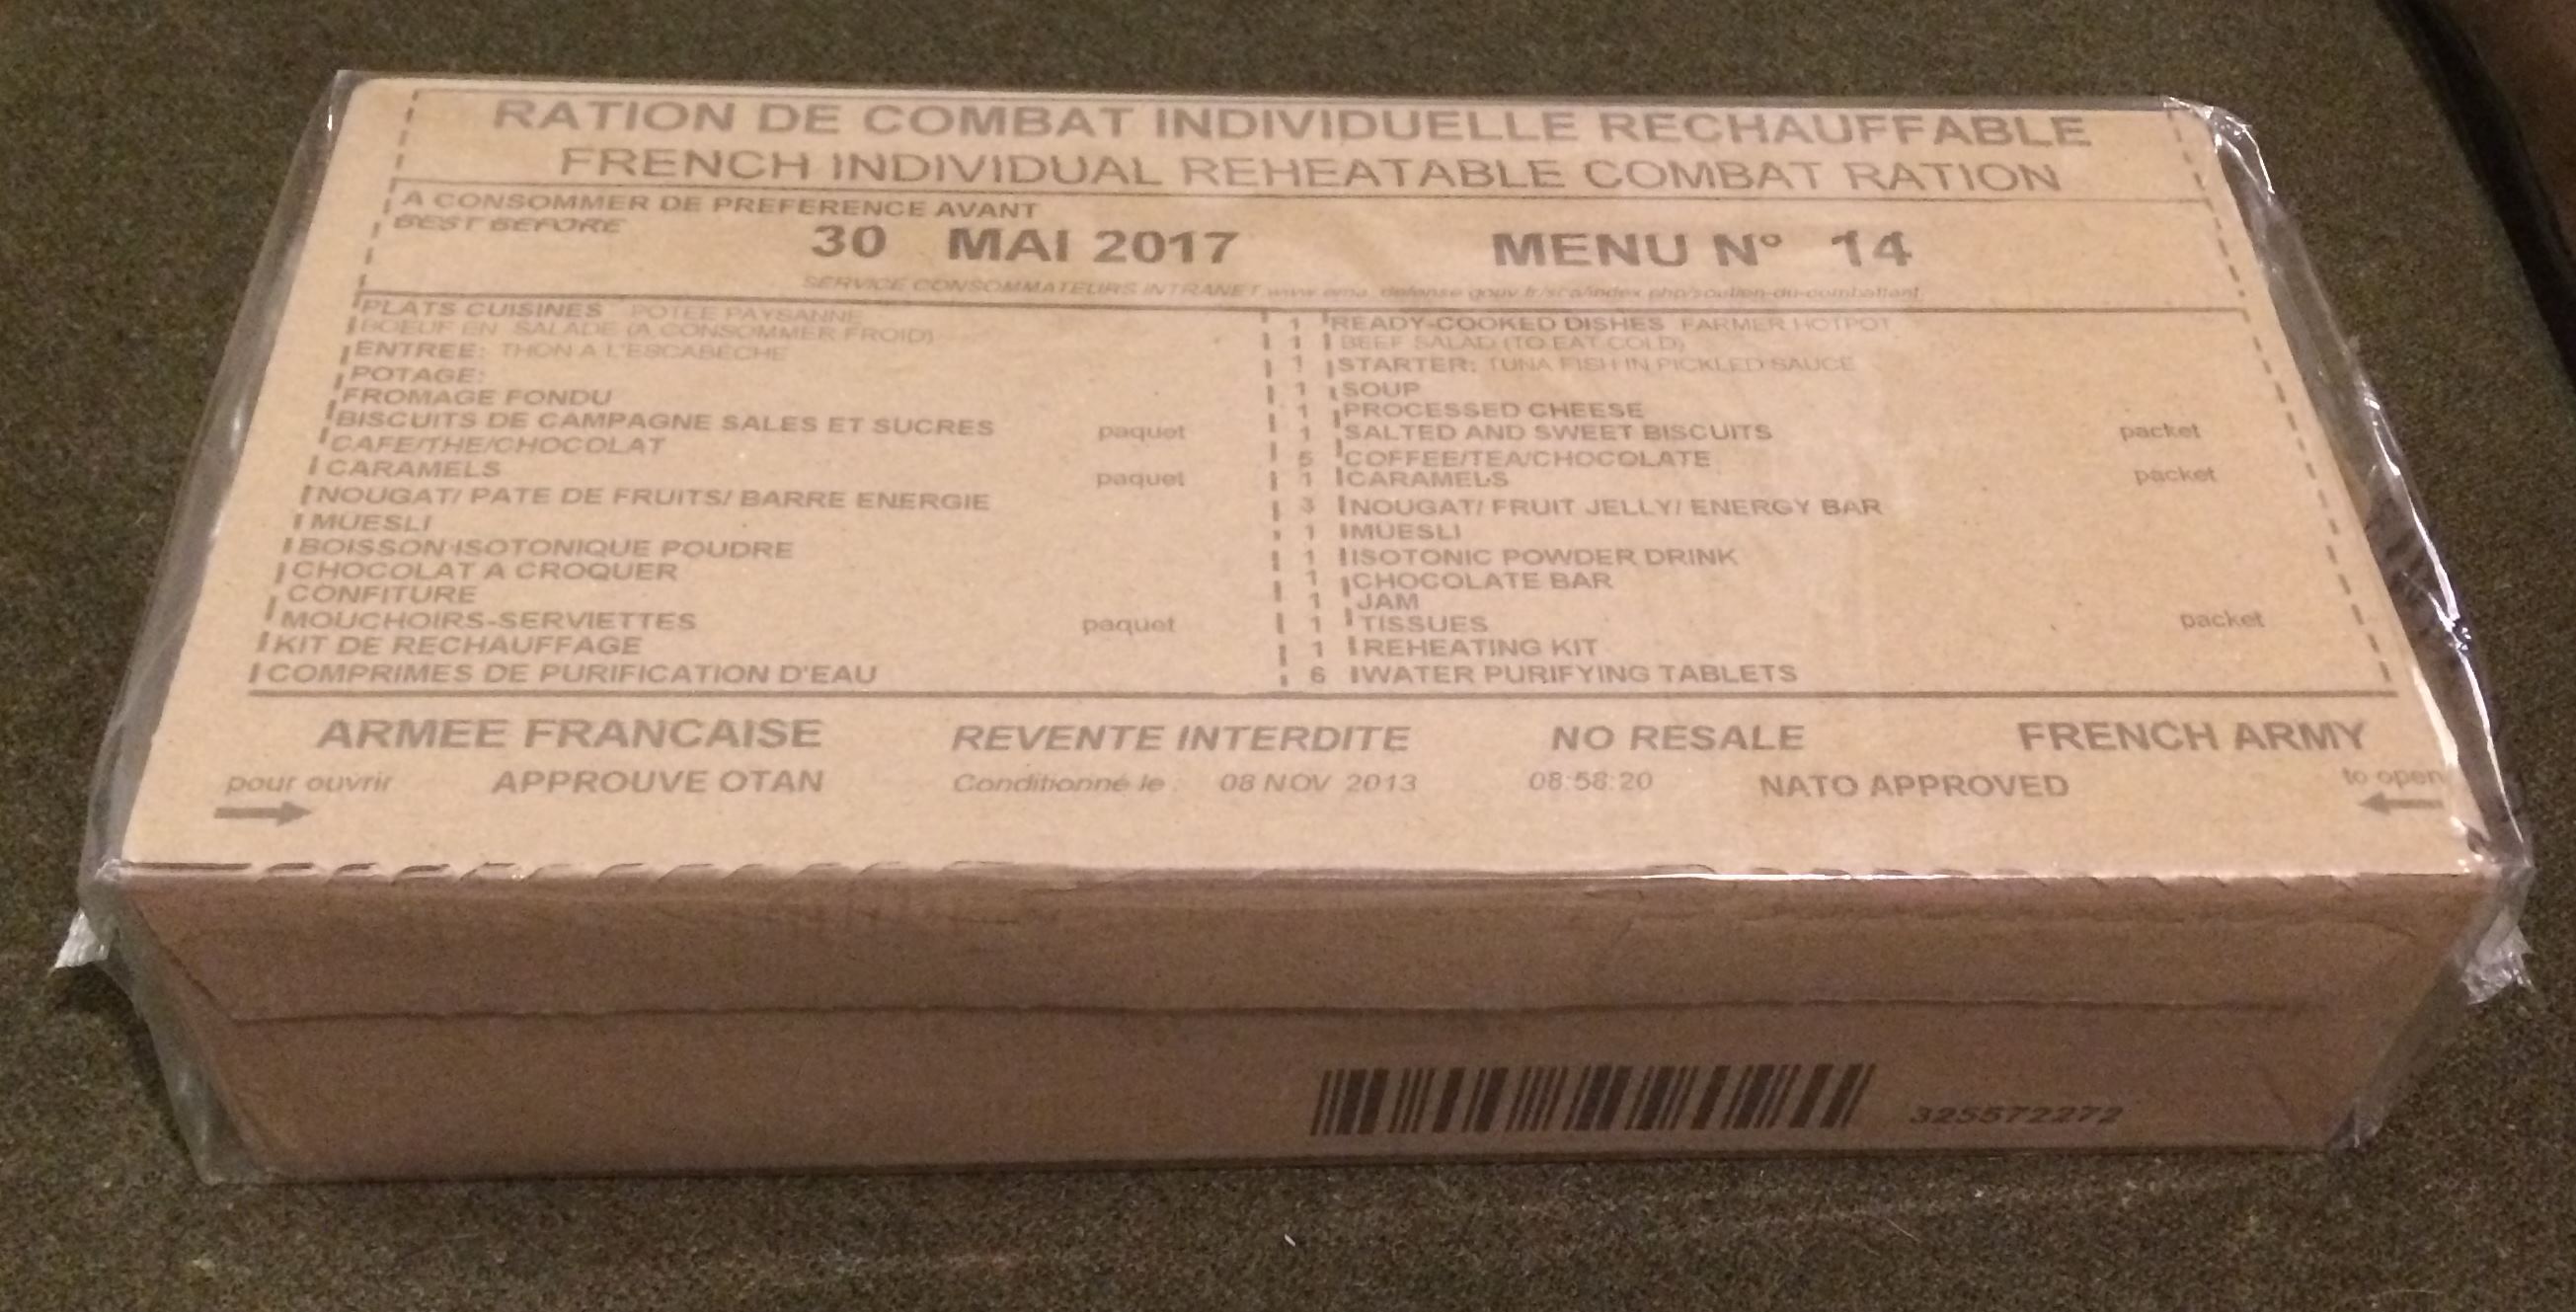 RATION DE COMBAT INDIVIDUELLE RECHAUFFABLE
FRENCH INDIVIDUAL REHEATABLE COMBAT RATION
A CONSOMMER DE PREFERENCE AVANT
BEST BEFORE
30 MAI 2017 MENU N° 14
SERVICE CONSOMMATEURS INTRANET
PLATS CUISINES POTEE PAYSANNE 1 READY-COOKED DISHES FARMER HOTPOT
BOEUF EN SALADE (A CONSOMMER FROID) 1 BEEF SALAD (TO EAT COLD)
ENTREE: THON A L'ESCABECHE 1 STARTER: TUNA FISH IN PICKLED SAUCE
POTAGE: 1 SOUP
FROMAGE FONDU 1 PROCESSED CHEESE
BISCUITS DE CAMPAGNE SALES ET SUCRES paquet 1 SALTED AND SWEET BISCUITS packet
CAFE/THE/CHOCOLAT 5 COFFEE/TEA/CHOCOLATE
CARAMELS paquet 1 CARAMELS packet
NOUGAT/ PATE DE FRUITS/ BARRE ENERGIE 3 NOUGAT/ FRUIT JELLY/ ENERGY BAR
MUESLI 1 MUESLI
BOISSON ISOTONIQUE POUDRE 1 ISOTONIC POWDER DRINK
CHOCOLAT A CROQUER 1 CHOCOLATE BAR
CONFITURE 1 JAM
MOUCHOIRS-SERVIETTES paquet 1 TISSUES packet
KIT DE RECHAUFFAGE 1 REHEATING KIT
COMPRIMES DE PURIFICATION D'EAU 6 WATER PURIFYING TABLETS
ARMEE FRANCAISE REVENTE INTERDITE NO RESALE FRENCH ARMY
pour ouvrir APPROUVE OTAN Conditionné le : 08 NOV 2013 08:58:20 NATO APPROVED to open
325572272